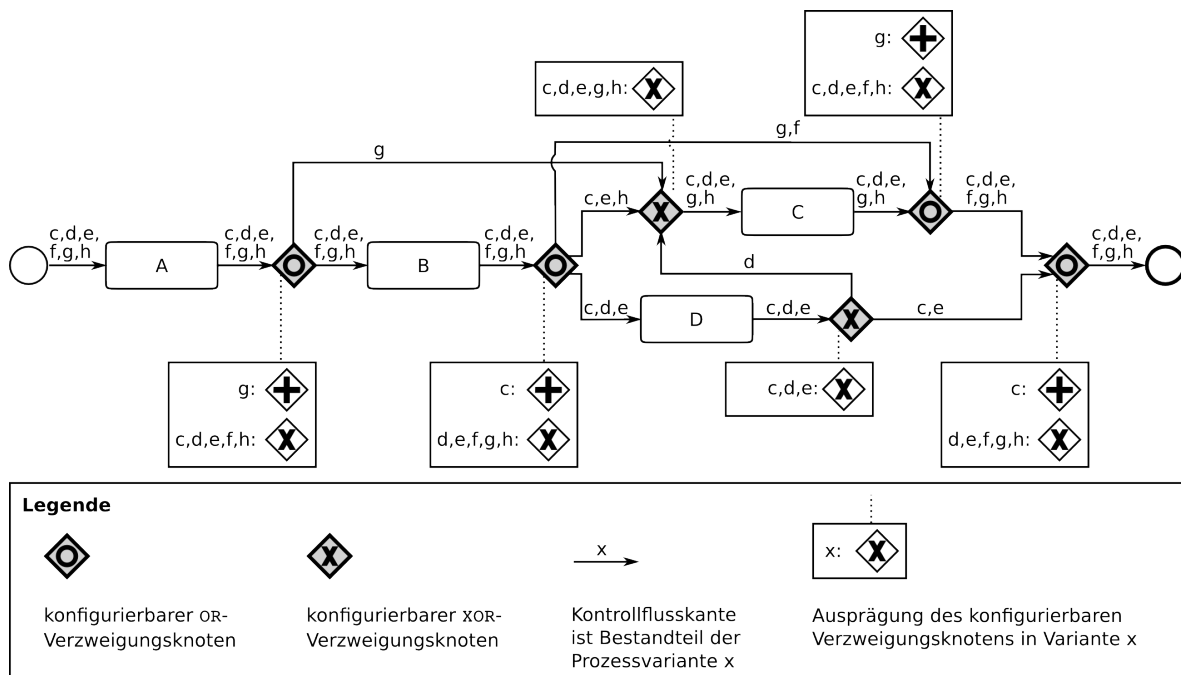 g:
c,d,e,f,h:
c,d,e,g,h:
g,f
g
c,d,e,
f,g,h
A
c,d,e,
f,g,h
c,d,e,
f,g,h
B
c,d,e,
f,g,h
c,e,h
X
c,d,e,
g,h
C
c,d,e,
g,h
c,d,e,
f,g,h
c,d,e,
f,g,h
d
c,d,e
D
c,d,e
X
c,e
g:
c,d,e,f,h:
c:
d,e,f,g,h:
c,d,e:
c:
d,e,f,g,h:
Legende
x
x:
konfigurierbarer OR-
Verzweigungsknoten
konfigurierbarer XOR-
Verzweigungsknoten
Kontrollflusskante
ist Bestandteil der
Prozessvariante x
Ausprägung des konfigurierbaren
Verzweigungsknotens in Variante x